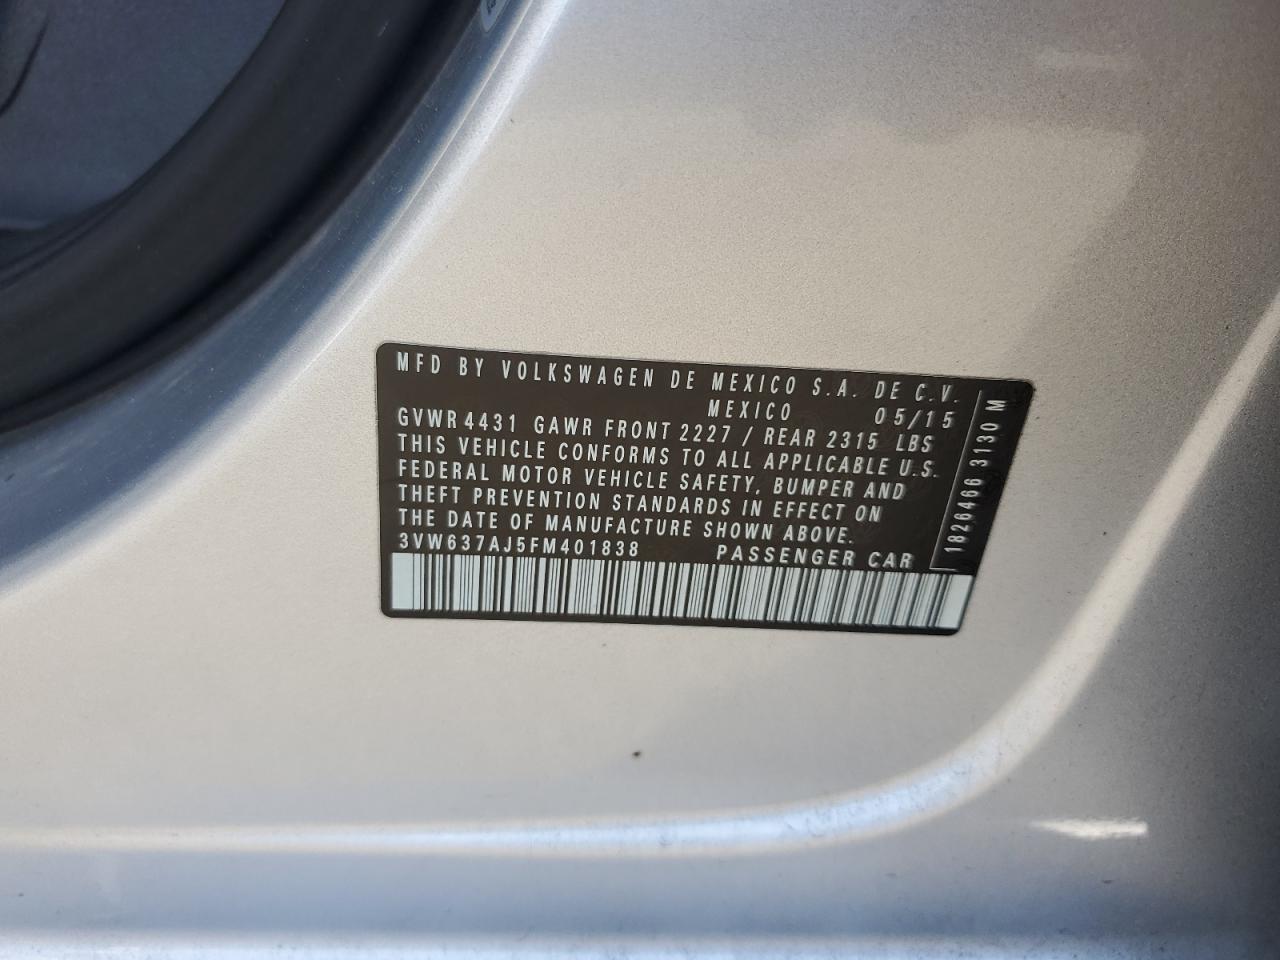 MFD BY VOLKSWAGEN DE MEXICO S.A. DE C.V.
MEXICO 05/15
GVWR 4431 GAWR FRONT 2227 / REAR 2315 LBS
THIS VEHICLE CONFORMS TO ALL APPLICABLE U.S.
FEDERAL MOTOR VEHICLE SAFETY, BUMPER AND
THEFT PREVENTION STANDARDS IN EFFECT ON
THE DATE OF MANUFACTURE SHOWN ABOVE.
3VW637AJ5FM401838 PASSENGER CAR
1826466 3130 M